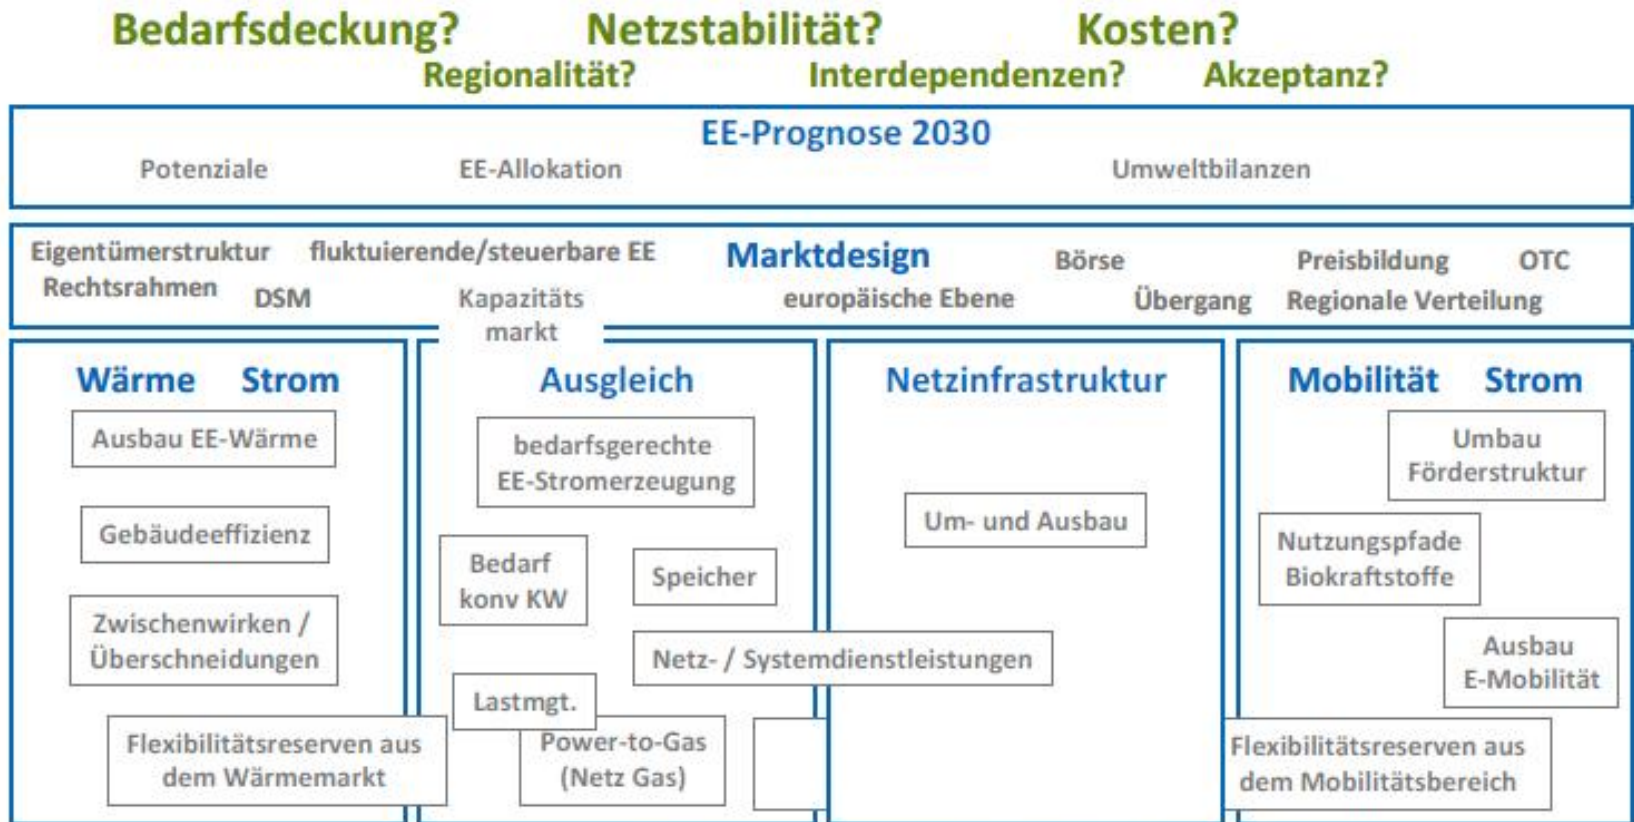 Bedarfsdeckung? Netzstabilität? Kosten?
Regionalität? Interdependenzen? Akzeptanz?
EE-Prognose 2030
Potenziale EE-Allokation Umweltbilanzen
Eigentümerstruktur fluktuierende/steuerbare EE Marktdesign Börse Preisbildung OTC
Rechtsrahmen DSM Kapazitäts europäische Ebene Übergang Regionale Verteilung
markt
Wärme Strom
Ausbau EE-Wärme
Gebäudeeffizienz
Zwischenwirken /
Überschneidungen
Flexibilitätsreserven aus
dem Wärmemarkt
Ausgleich
bedarfsgerechte
EE-Stromerzeugung
Bedarf
konv KW
Speicher
Netz- / Systemdienstleistungen
Lastmgt.
Power-to-Gas
(Netz Gas)
Netzinfrastruktur
Um- und Ausbau
Mobilität Strom
Umbau
Förderstruktur
Nutzungspfade
Biokraftstoffe
Ausbau
E-Mobilität
Flexibilitätsreserven aus
dem Mobilitätsbereich